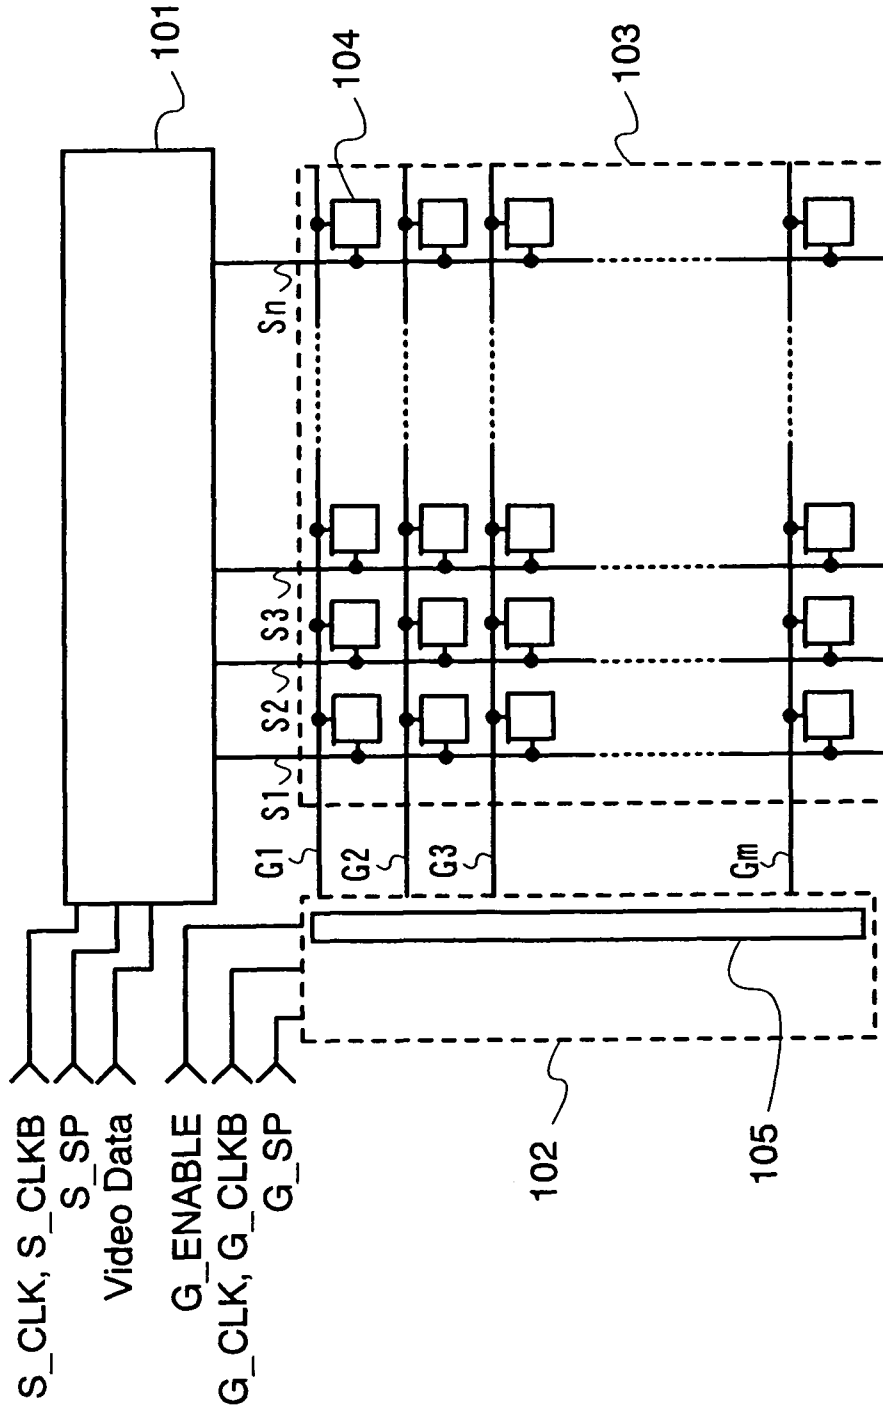 S_CLK, S_CLKB
S_SP
Video Data
G_ENABLE
G_CLK, G_CLKB
G_SP
101
102
103
104
105
S1
S2
S3
Sn
G1
G2
G3
Gm